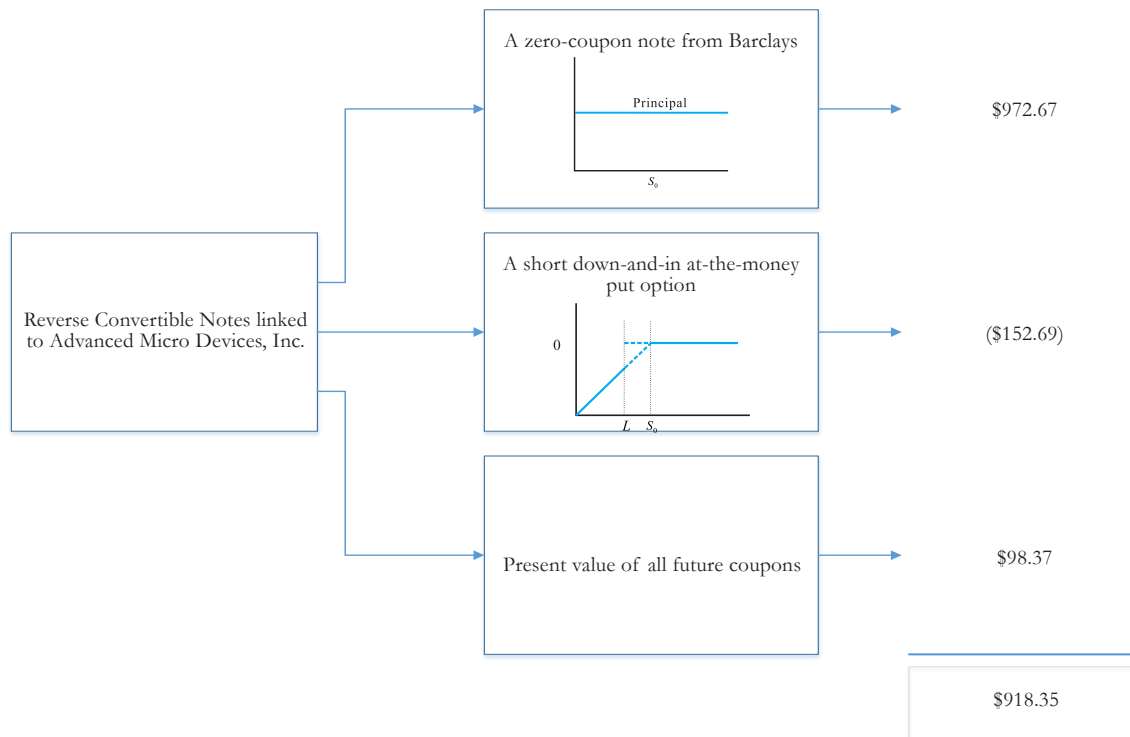 A zero-coupon note from Barclays
Principal
S₀
$972.67
Reverse Convertible Notes linked
to Advanced Micro Devices, Inc.
A short down-and-in at-the-money
put option
0
L S₀
($152.69)
Present value of all future coupons
$98.37
$918.35